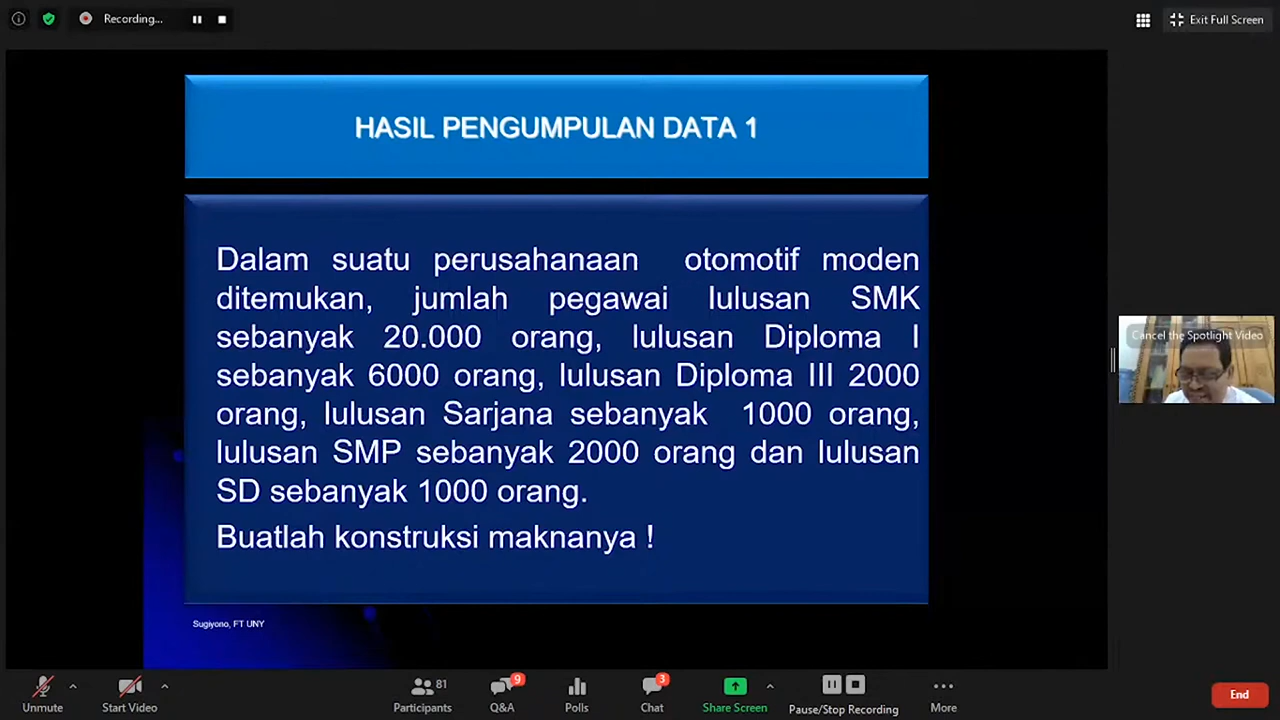 Recording...
Exit Full Screen
HASIL PENGUMPULAN DATA 1
Dalam suatu perusahanaan otomotif moden
ditemukan, jumlah pegawai lulusan SMK
sebanyak 20.000 orang, lulusan Diploma I
sebanyak 6000 orang, lulusan Diploma III 2000
orang, lulusan Sarjana sebanyak 1000 orang,
lulusan SMP sebanyak 2000 orang dan lulusan
SD sebanyak 1000 orang.
Buatlah konstruksi maknanya !
Cancel the Spotlight Video
Sugiyono, FT UNY
81
9
3
Unmute
Start Video
Participants
Q&A
Polls
Chat
Share Screen
Pause/Stop Recording
More
End